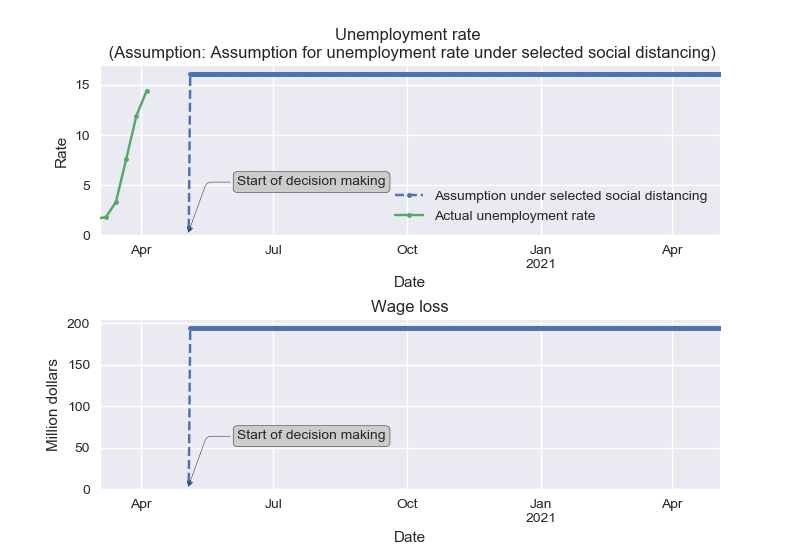 Unemployment rate
(Assumption: Assumption for unemployment rate under selected social distancing)
15
10
5
0
Rate
Start of decision making
Assumption under selected social distancing
Actual unemployment rate
Apr Jul Oct Jan Apr
2021
Date
Wage loss
200
150
100
50
0
Million dollars
Start of decision making
Apr Jul Oct Jan Apr
2021
Date